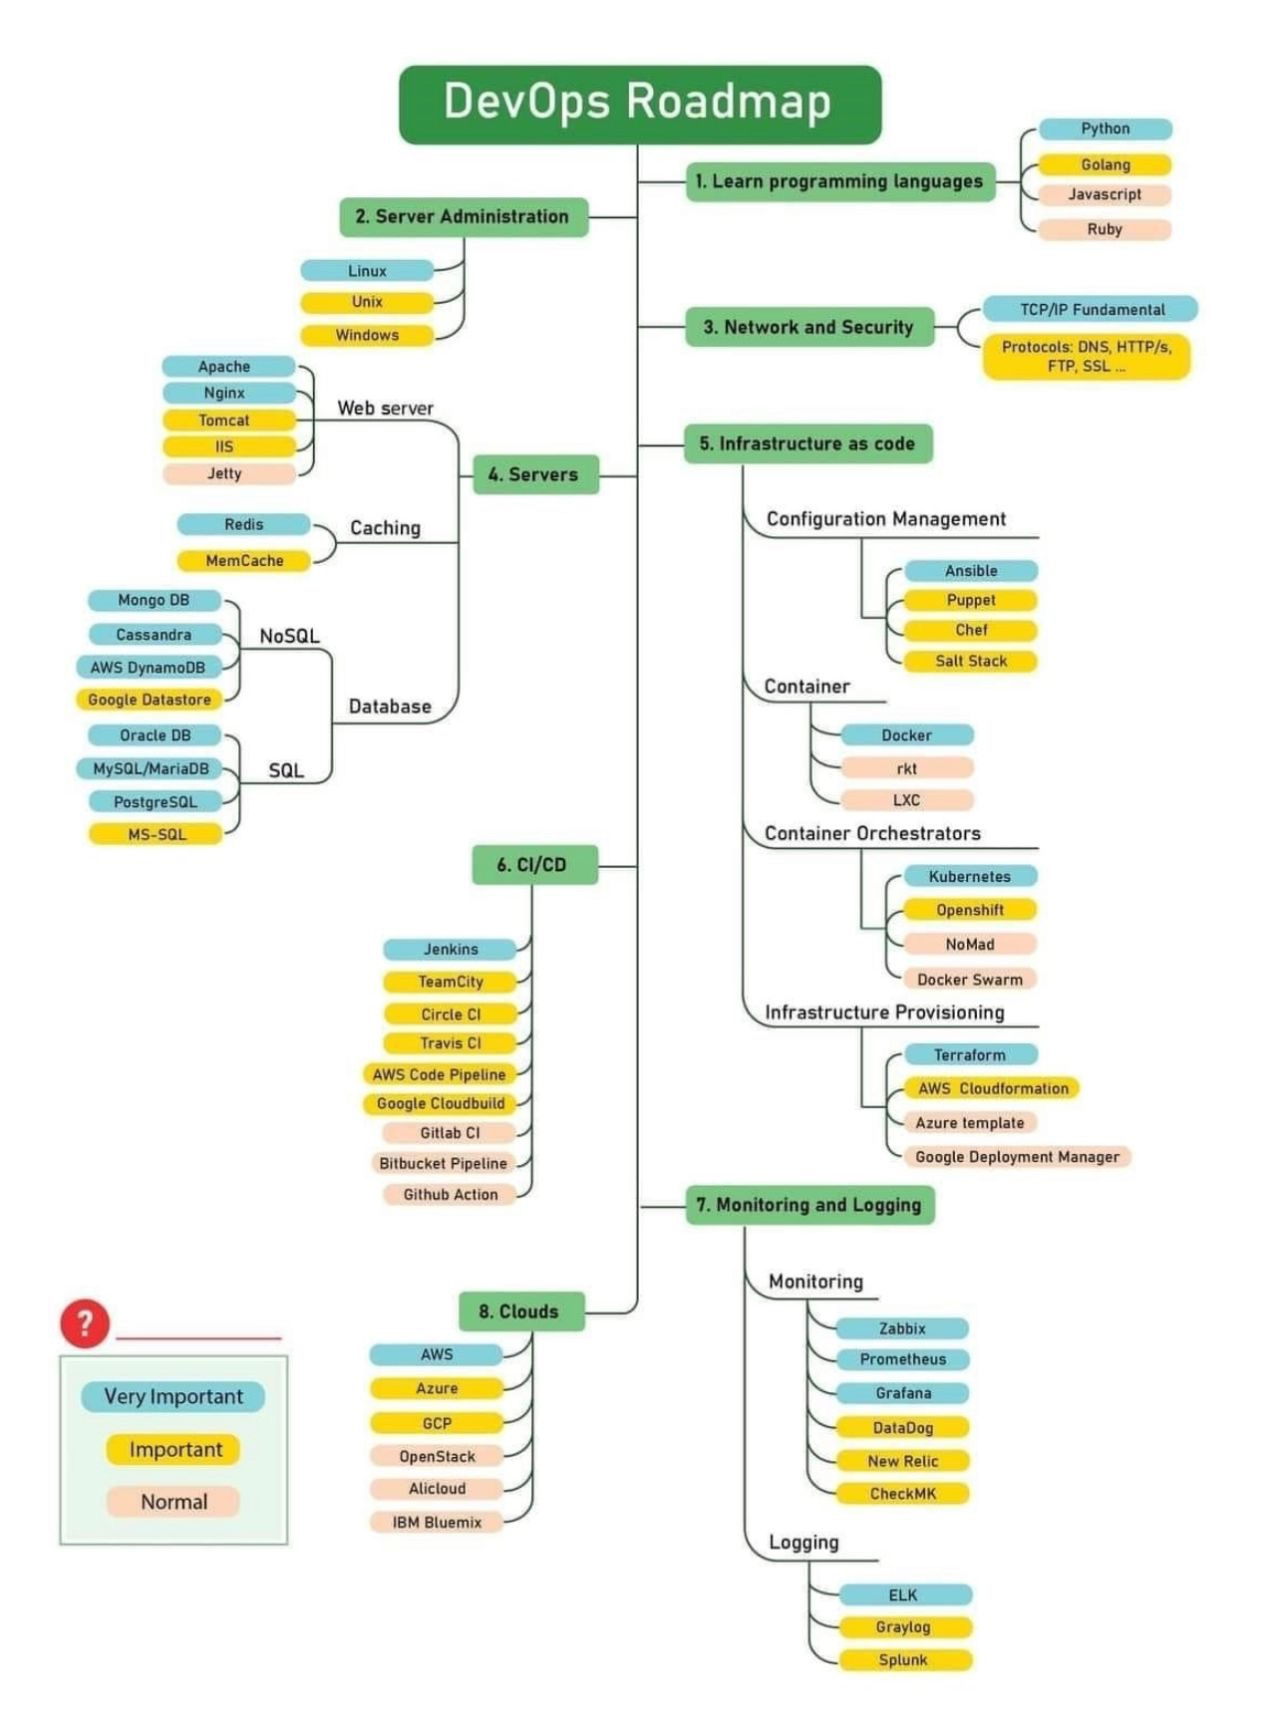 DevOps Roadmap
1. Learn programming languages
Python
Golang
Javascript
Ruby
2. Server Administration
Linux
Unix
Windows
3. Network and Security
TCP/IP Fundamental
Protocols: DNS, HTTP/s,
FTP, SSL ...
4. Servers
Web server
Apache
Nginx
Tomcat
IIS
Jetty
Caching
Redis
MemCache
Database
NoSQL
Mongo DB
Cassandra
AWS DynamoDB
Google Datastore
SQL
Oracle DB
MySQL/MariaDB
PostgreSQL
MS-SQL
5. Infrastructure as code
Configuration Management
Ansible
Puppet
Chef
Salt Stack
Container
Docker
rkt
LXC
Container Orchestrators
Kubernetes
Openshift
NoMad
Docker Swarm
Infrastructure Provisioning
Terraform
AWS Cloudformation
Azure template
Google Deployment Manager
6. CI/CD
Jenkins
TeamCity
Circle CI
Travis CI
AWS Code Pipeline
Google Cloudbuild
Gitlab CI
Bitbucket Pipeline
Github Action
7. Monitoring and Logging
Monitoring
Zabbix
Prometheus
Grafana
DataDog
New Relic
CheckMK
Logging
ELK
Graylog
Splunk
8. Clouds
AWS
Azure
GCP
OpenStack
Alicloud
IBM Bluemix
?
Very Important
Important
Normal